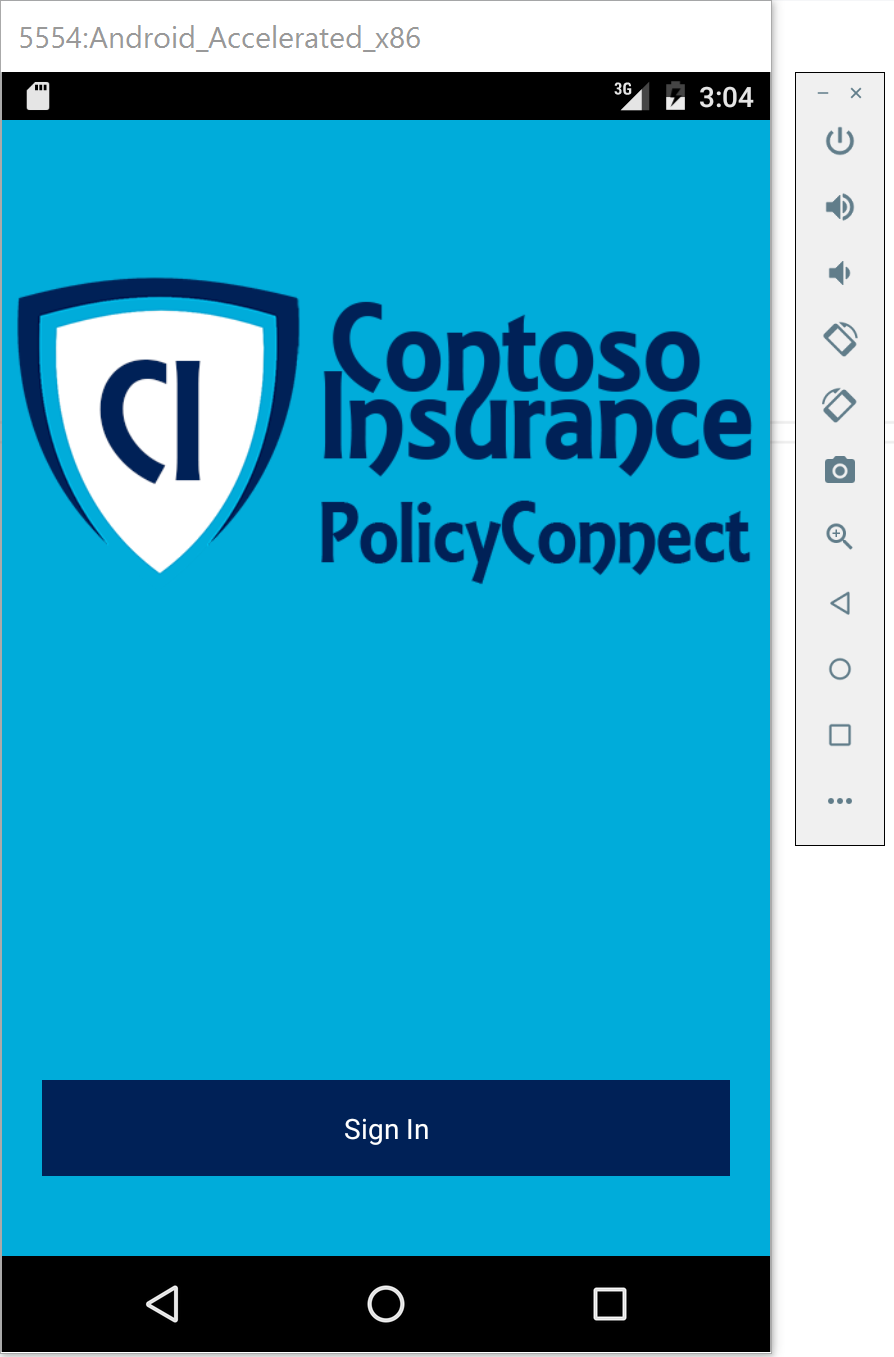 5554:Android_Accelerated_x86
3G 3:04
CI
Contoso
Insurance
PolicyConnect
Sign In